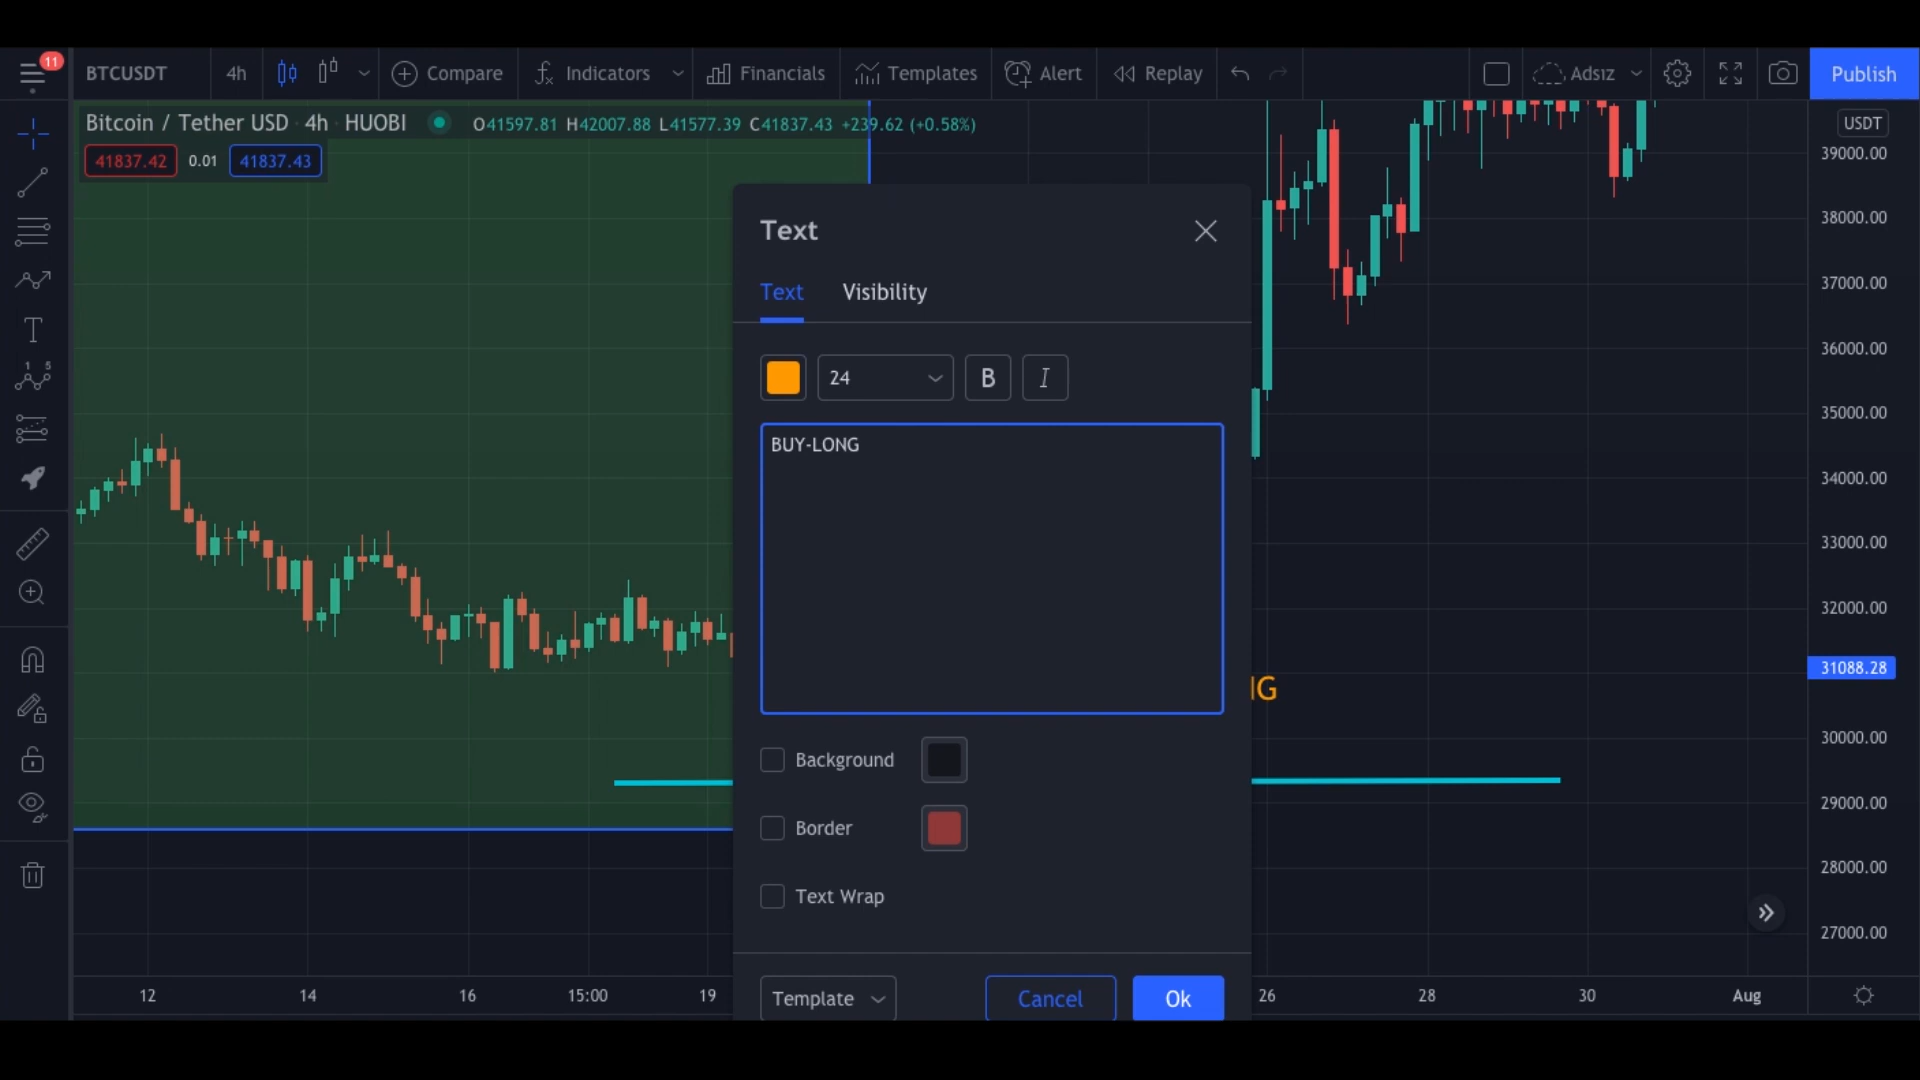 11
BTCUSDT 4h Compare Indicators Financials Templates Alert Replay Adsız Publish
Bitcoin / Tether USD 4h HUOBI O41597.81 H42007.88 L41577.39 C41837.43 +239.62 (+0.58%)
41837.42 0.01 41837.43
USDT
39000.00
38000.00
37000.00
36000.00
35000.00
34000.00
33000.00
32000.00
31088.28
30000.00
29000.00
28000.00
27000.00
Text
Text Visibility
24 B I
BUY-LONG
Background
Border
Text Wrap
Template Cancel Ok
G
12 14 16 15:00 19 26 28 30 Aug